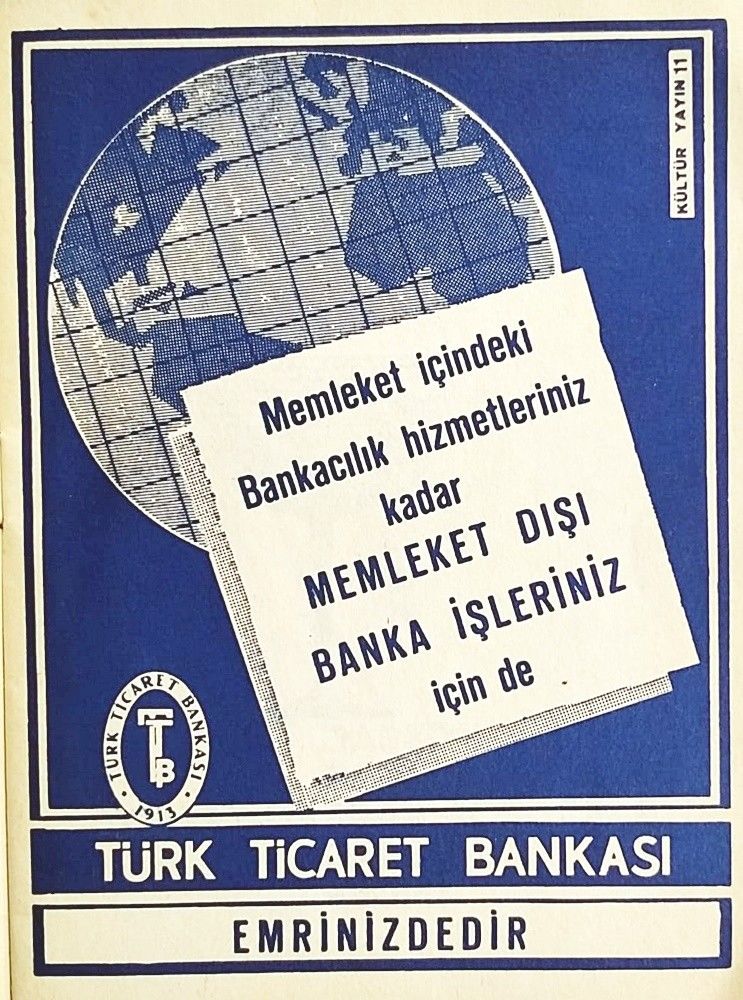 KÜLTÜR YAYIN 11
Memleket içindeki
Bankacılık hizmetleriniz
kadar
MEMLEKET DIŞI
BANKA İŞLERİNİZ
için de
TÜRK TİCARET BANKASI
TTB
1913
TÜRK TİCARET BANKASI
EMRİNİZDEDİR